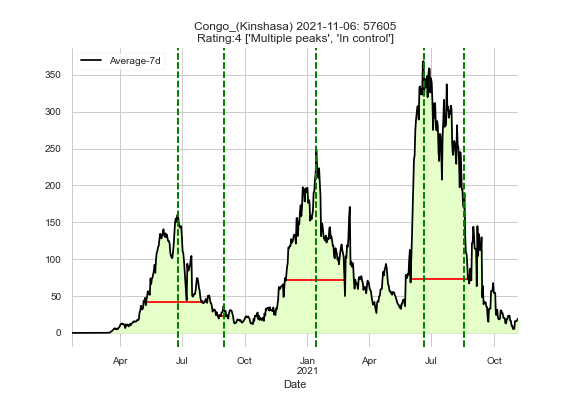 Congo_(Kinshasa) 2021-11-06: 57605
Rating:4 ['Multiple peaks', 'In control']
Average-7d
350
300
250
200
150
100
50
0
Apr
Jul
Oct
Jan
2021
Apr
Jul
Oct
Date